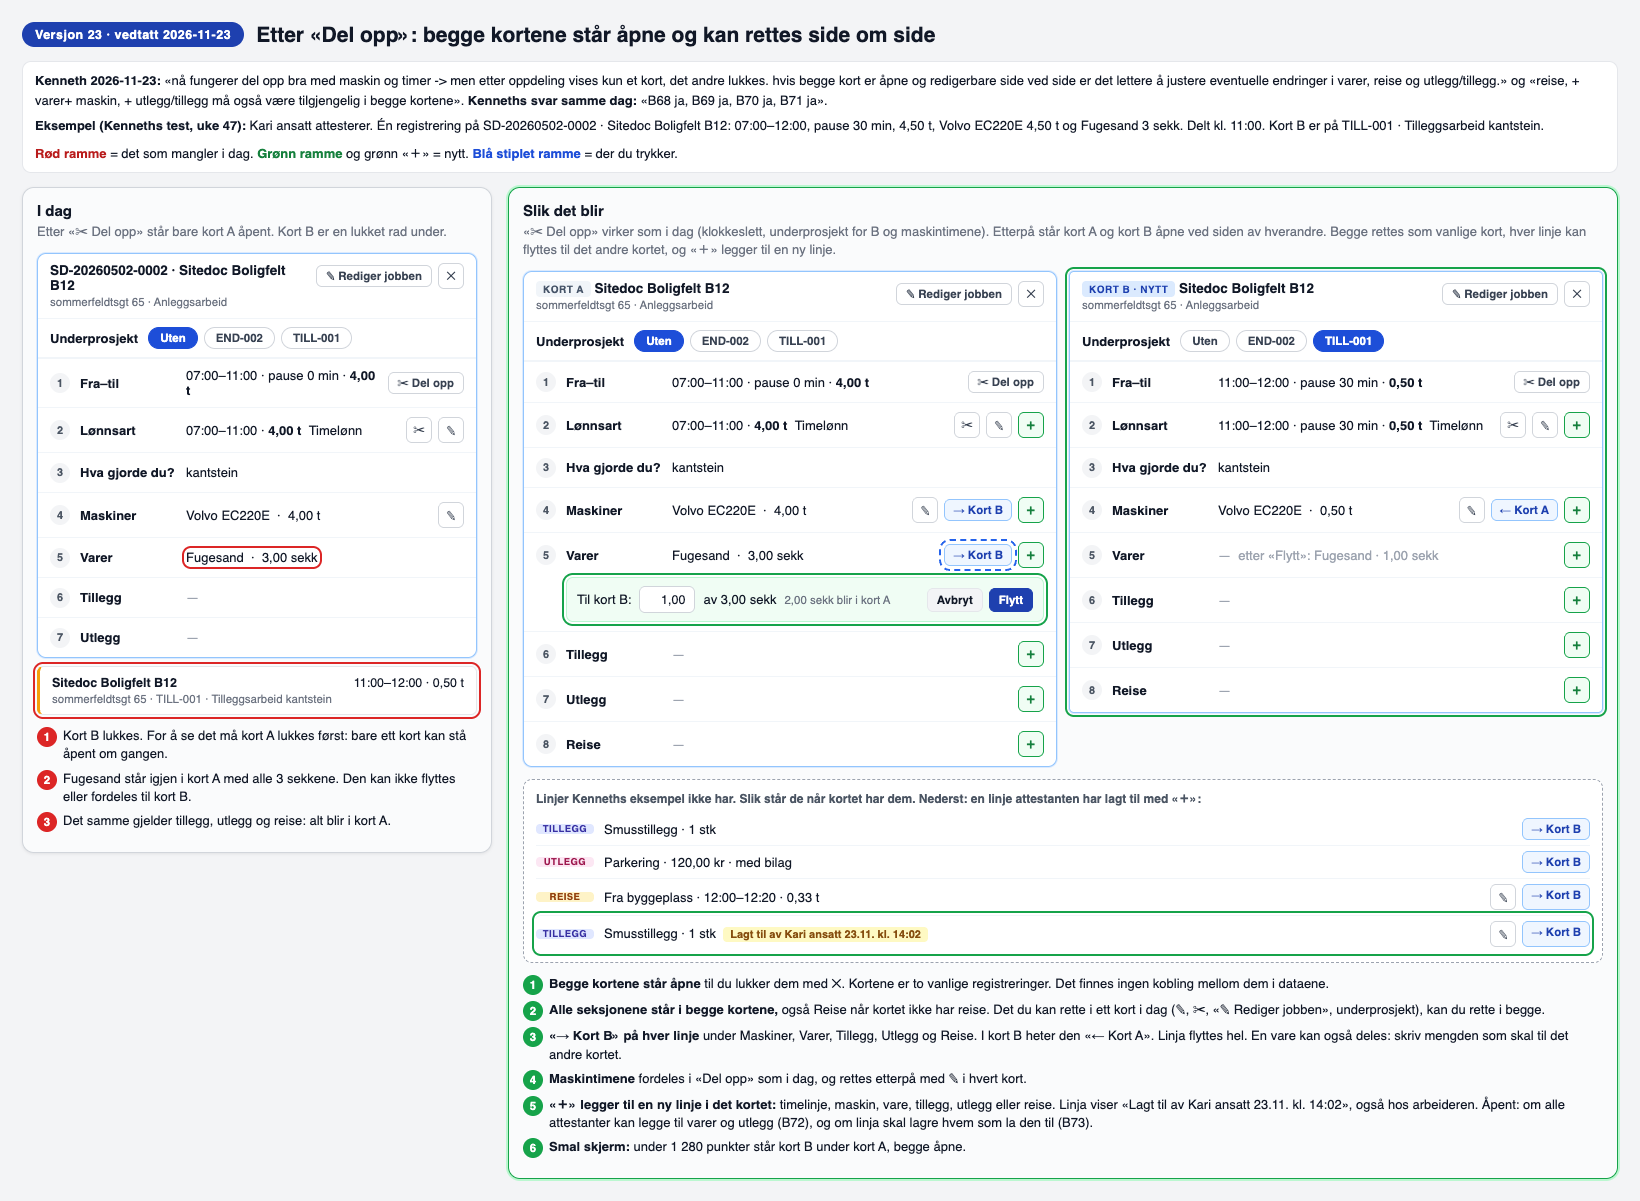 Versjon 23 · vedtatt 2026-11-23
Etter «Del opp»: begge kortene står åpne og kan rettes side om side
Kenneth 2026-11-23: «nå fungerer del opp bra med maskin og timer -> men etter oppdeling vises kun et kort, det andre lukkes. hvis begge kort er åpne og redigerbare side ved side er det lettere å justere eventuelle endringer i varer, reise og utlegg/tillegg.» og «reise, +
varer+ maskin, + utlegg/tillegg må også være tilgjengelig i begge kortene». Kenneths svar samme dag: «B68 ja, B69 ja, B70 ja, B71 ja».
Eksempel (Kenneths test, uke 47): Kari ansatt attesterer. Én registrering på SD-20260502-0002 · Sitedoc Boligfelt B12: 07:00–12:00, pause 30 min, 4,50 t, Volvo EC220E 4,50 t og Fugesand 3 sekk. Delt kl. 11:00. Kort B er på TILL-001 · Tilleggsarbeid kantstein.
Rød ramme = det som mangler i dag. Grønn ramme og grønn «+» = nytt. Blå stiplet ramme = der du trykker.
I dag
Etter «✂ Del opp» står bare kort A åpent. Kort B er en lukket rad under.
SD-20260502-0002 · Sitedoc Boligfelt
B12
✎ Rediger jobben
✕
sommerfeldtsgt 65 · Anleggsarbeid
Underprosjekt Uten END-002 TILL-001
1 Fra–til 07:00–11:00 · pause 0 min · 4,00
t
✂ Del opp
2 Lønnsart 07:00–11:00 · 4,00 t Timelønn ✂ ✎
3 Hva gjorde du? kantstein
4 Maskiner Volvo EC220E · 4,00 t ✎
5 Varer Fugesand · 3,00 sekk
6 Tillegg —
7 Utlegg —
Sitedoc Boligfelt B12 11:00–12:00 · 0,50 t
sommerfeldtsgt 65 · TILL-001 · Tilleggsarbeid kantstein
1 Kort B lukkes. For å se det må kort A lukkes først: bare ett kort kan stå
åpent om gangen.
2 Fugesand står igjen i kort A med alle 3 sekkene. Den kan ikke flyttes
eller fordeles til kort B.
3 Det samme gjelder tillegg, utlegg og reise: alt blir i kort A.
Slik det blir
«✂ Del opp» virker som i dag (klokkeslett, underprosjekt for B og maskintimene). Etterpå står kort A og kort B åpne ved siden av hverandre. Begge rettes som vanlige kort, hver linje kan
flyttes til det andre kortet, og «+» legger til en ny linje.
KORT A Sitedoc Boligfelt B12 ✎ Rediger jobben ✕
sommerfeldtsgt 65 · Anleggsarbeid
Underprosjekt Uten END-002 TILL-001
1 Fra–til 07:00–11:00 · pause 0 min · 4,00 t ✂ Del opp
2 Lønnsart 07:00–11:00 · 4,00 t Timelønn ✂ ✎ +
3 Hva gjorde du? kantstein
4 Maskiner Volvo EC220E · 4,00 t ✎ → Kort B +
5 Varer Fugesand · 3,00 sekk → Kort B +
Til kort B: 1,00 av 3,00 sekk 2,00 sekk blir i kort A Avbryt Flytt
6 Tillegg — +
7 Utlegg — +
8 Reise — +
KORT B · NYTT Sitedoc Boligfelt B12 ✎ Rediger jobben ✕
sommerfeldtsgt 65 · Anleggsarbeid
Underprosjekt Uten END-002 TILL-001
1 Fra–til 11:00–12:00 · pause 30 min · 0,50 t ✂ Del opp
2 Lønnsart 11:00–12:00 · pause 30 min · 0,50 t Timelønn ✂ ✎ +
3 Hva gjorde du? kantstein
4 Maskiner Volvo EC220E · 0,50 t ✎ ← Kort A +
5 Varer — etter «Flytt»: Fugesand · 1,00 sekk +
6 Tillegg — +
7 Utlegg — +
8 Reise — +
Linjer Kenneths eksempel ikke har. Slik står de når kortet har dem. Nederst: en linje attestanten har lagt til med «+»:
TILLEGG Smusstillegg · 1 stk → Kort B
UTLEGG Parkering · 120,00 kr · med bilag → Kort B
REISE Fra byggeplass · 12:00–12:20 · 0,33 t ✎ → Kort B
TILLEGG Smusstillegg · 1 stk Lagt til av Kari ansatt 23.11. kl. 14:02 ✎ → Kort B
1 Begge kortene står åpne til du lukker dem med ✕. Kortene er to vanlige registreringer. Det finnes ingen kobling mellom dem i dataene.
2 Alle seksjonene står i begge kortene, også Reise når kortet ikke har reise. Det du kan rette i ett kort i dag (✎, ✂, «✎ Rediger jobben», underprosjekt), kan du rette i begge.
3 «→ Kort B» på hver linje under Maskiner, Varer, Tillegg, Utlegg og Reise. I kort B heter den «← Kort A». Linja flyttes hel. En vare kan også deles: skriv mengden som skal til det
andre kortet.
4 Maskintimene fordeles i «Del opp» som i dag, og rettes etterpå med ✎ i hvert kort.
5 «+» legger til en ny linje i det kortet: timelinje, maskin, vare, tillegg, utlegg eller reise. Linja viser «Lagt til av Kari ansatt 23.11. kl. 14:02», også hos arbeideren. Åpent: om alle
attestanter kan legge til varer og utlegg (B72), og om linja skal lagre hvem som la den til (B73).
6 Smal skjerm: under 1 280 punkter står kort B under kort A, begge åpne.